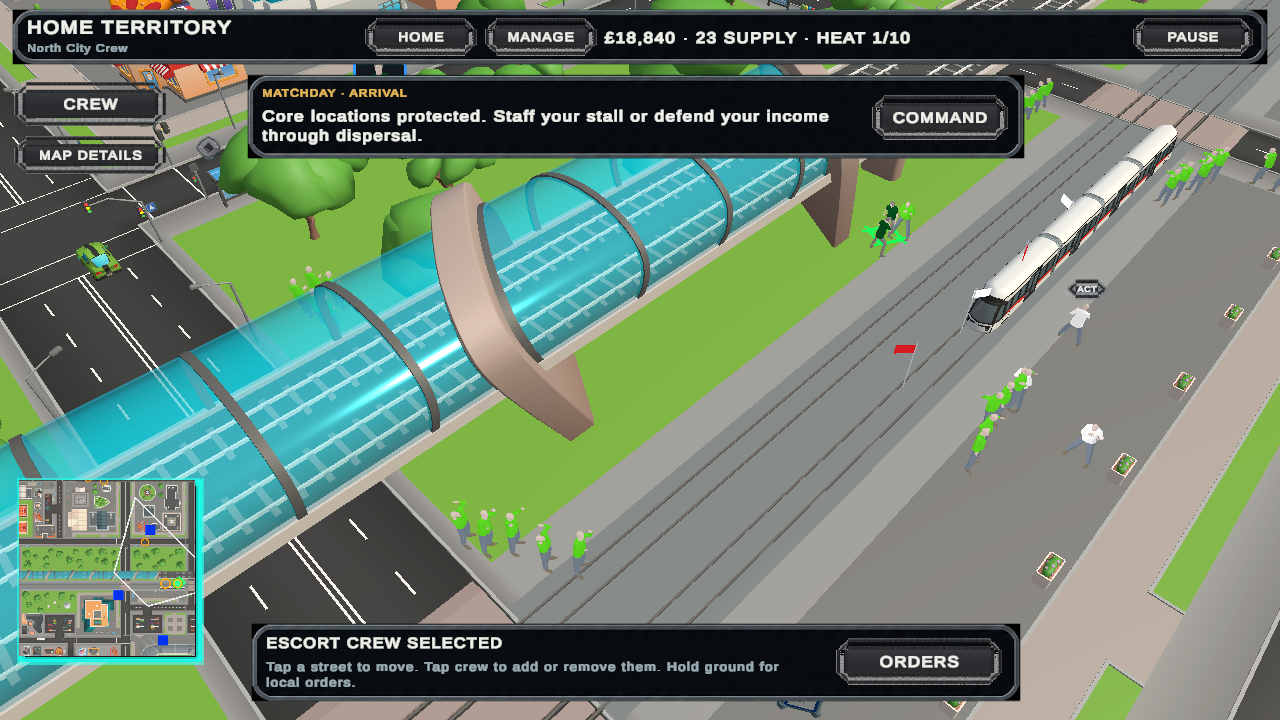 HOME TERRITORY
North City Crew
HOME
MANAGE
£18,840 · 23 SUPPLY · HEAT 1/10
PAUSE
CREW
MAP DETAILS
MATCHDAY · ARRIVAL
Core locations protected. Staff your stall or defend your income
through dispersal.
COMMAND
ACT
ESCORT CREW SELECTED
Tap a street to move. Tap crew to add or remove them. Hold ground for
local orders.
ORDERS